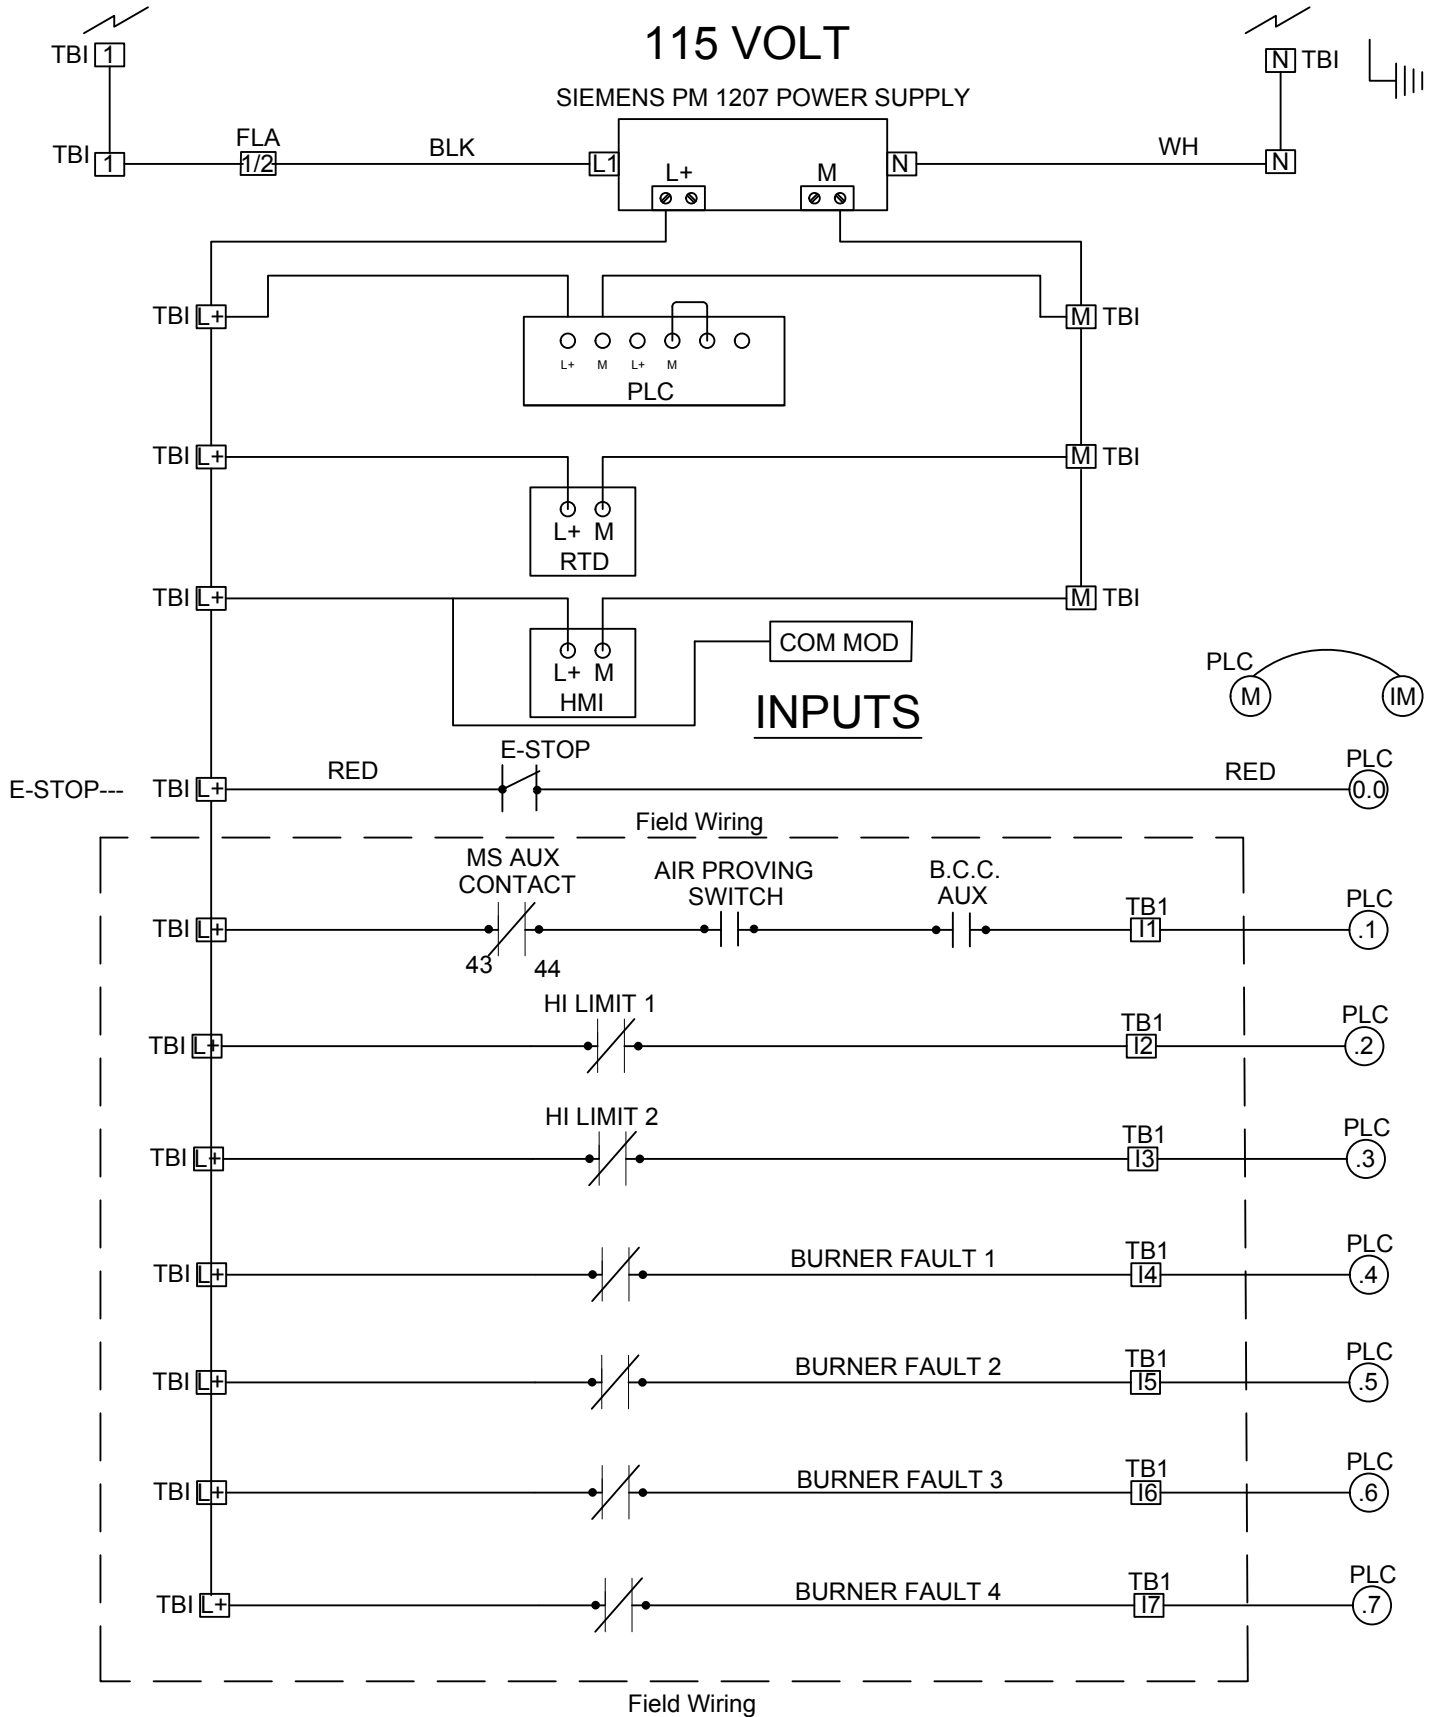 115 VOLT
TBI 1
N TBI
SIEMENS PM 1207 POWER SUPPLY
TBI 1
FLA
1/2
BLK
L1
L+
M
N
WH
N
TBI L+
M TBI
L+ M L+ M
PLC
TBI L+
M TBI
L+ M
RTD
TBI L+
M TBI
COM MOD
L+ M
HMI
INPUTS
PLC
M
IM
E-STOP---
TBI L+
RED
E-STOP
RED
PLC
0.0
Field Wiring
MS AUX
CONTACT
AIR PROVING
SWITCH
B.C.C.
AUX
TBI L+
43
44
TB1
I1
PLC
.1
HI LIMIT 1
TBI L+
TB1
I2
PLC
.2
HI LIMIT 2
TBI L+
TB1
I3
PLC
.3
TBI L+
BURNER FAULT 1
TB1
I4
PLC
.4
TBI L+
BURNER FAULT 2
TB1
I5
PLC
.5
TBI L+
BURNER FAULT 3
TB1
I6
PLC
.6
TBI L+
BURNER FAULT 4
TB1
I7
PLC
.7
Field Wiring